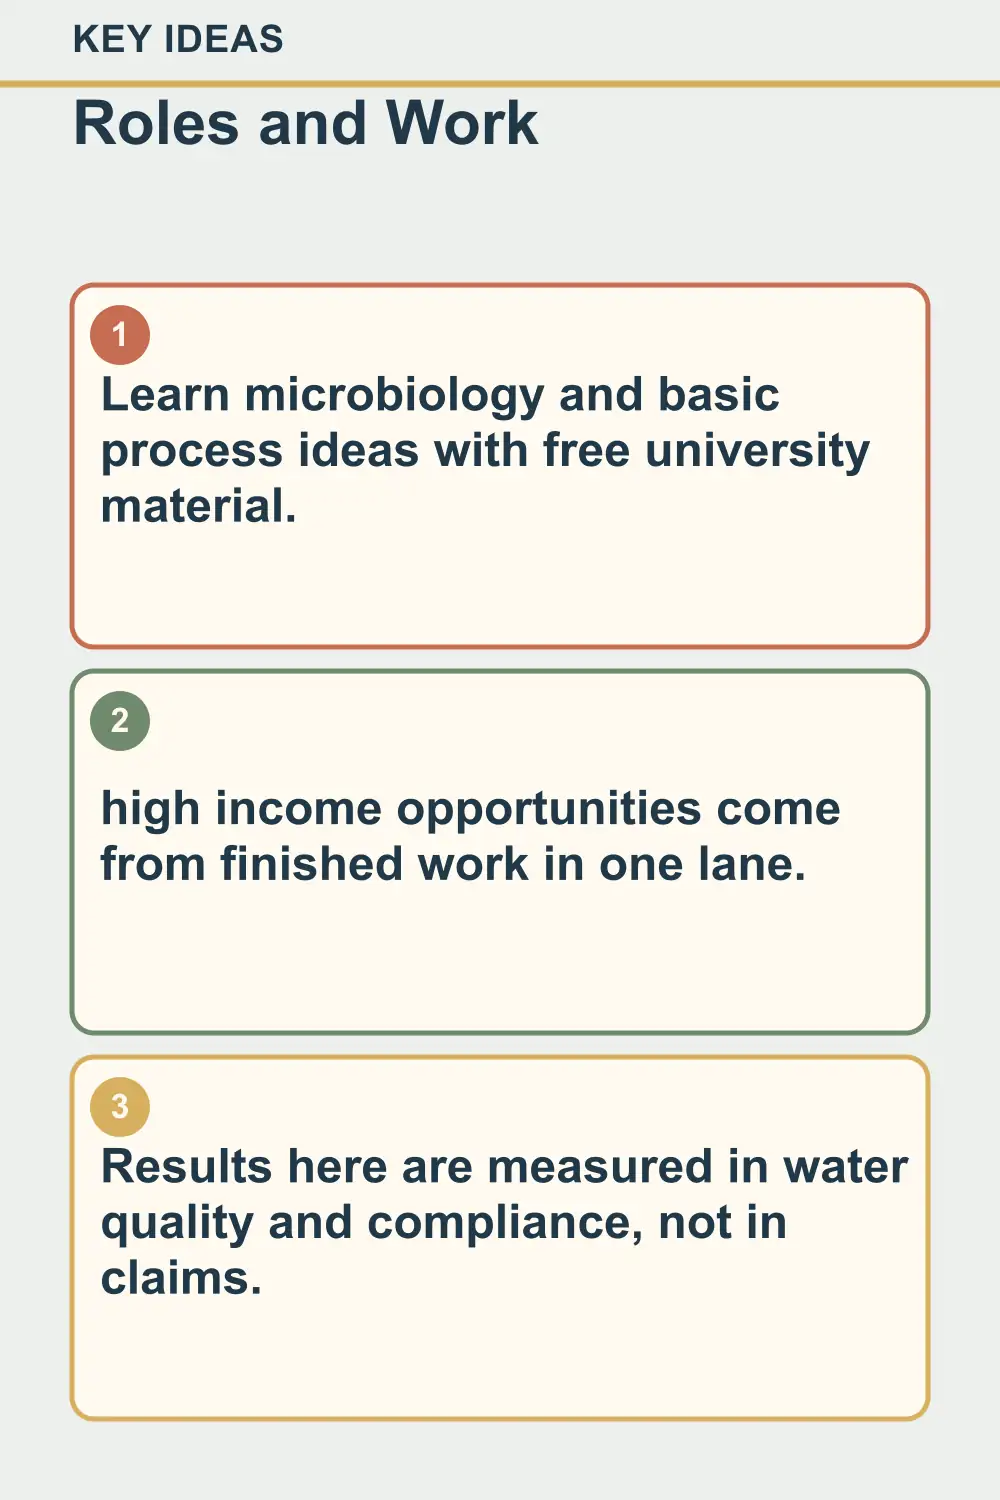 KEY IDEAS
Roles and Work
1
Learn microbiology and basic
process ideas with free university
material.
2
high income opportunities come
from finished work in one lane.
3
Results here are measured in water
quality and compliance, not in
claims.